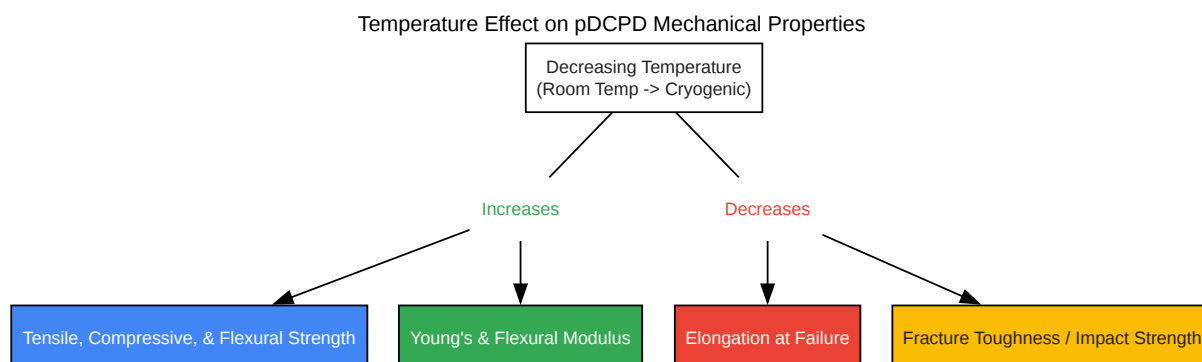 Temperature Effect on pDCPD Mechanical Properties
Decreasing Temperature
(Room Temp -> Cryogenic)
Increases
Decreases
Tensile, Compressive, & Flexural Strength
Young's & Flexural Modulus
Elongation at Failure
Fracture Toughness / Impact Strength